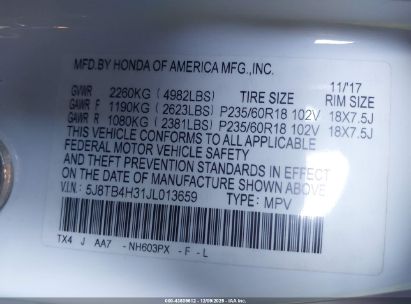 MFD.BY HONDA OF AMERICA MFG.,INC. 11/'17
GVWR 2260KG (4982LBS) TIRE SIZE RIM SIZE
GAWR F 1190KG (2623LBS) P235/60R18 102V 18X7.5J
GAWR R 1080KG (2381LBS) P235/60R18 102V 18X7.5J
THIS VEHICLE CONFORMS TO ALL APPLICABLE
FEDERAL MOTOR VEHICLE SAFETY
AND THEFT PREVENTION STANDARDS IN EFFECT
ON THE DATE OF MANUFACTURE SHOWN ABOVE.
V.I.N: 5J8TB4H31JL013659 TYPE: MPV
TX4 J AA7 -NH603PX -F-L